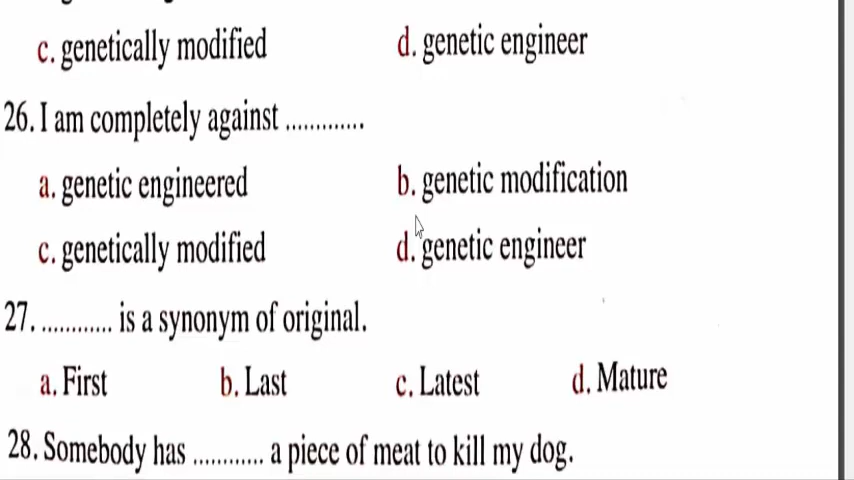 c. genetically modified d. genetic engineer
26. I am completely against .............
a. genetic engineered b. genetic modification
c. genetically modified d. genetic engineer
27. ............ is a synonym of original.
a. First b. Last c. Latest d. Mature
28. Somebody has ............ a piece of meat to kill my dog.